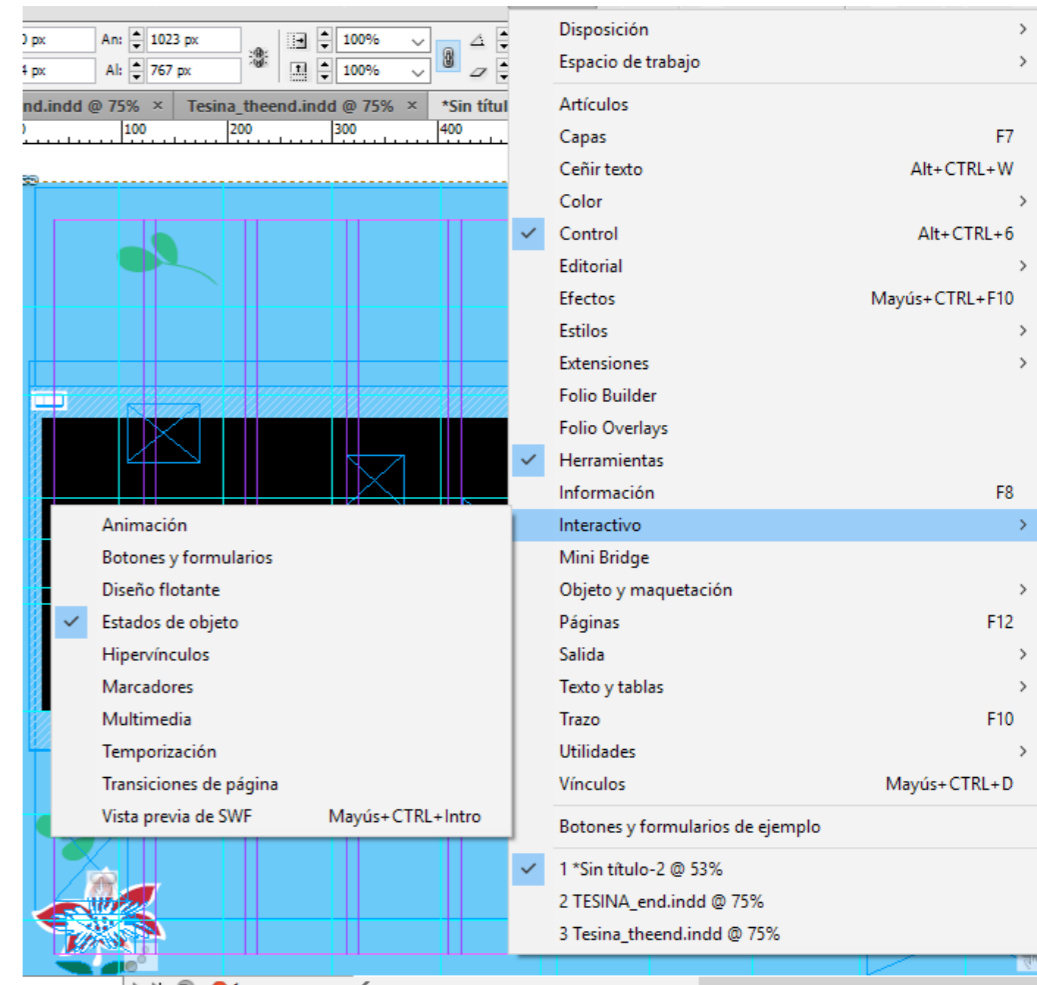 px An: 1023 px 100%
px Al: 767 px 100%
nd.indd @ 75% × Tesina_theend.indd @ 75% × *Sin títul
100 200 300 400
Disposición
Espacio de trabajo
Artículos
Capas F7
Ceñir texto Alt+CTRL+W
Color
Control Alt+CTRL+6
Editorial
Efectos Mayús+CTRL+F10
Estilos
Extensiones
Folio Builder
Folio Overlays
Herramientas
Información F8
Interactivo
Mini Bridge
Objeto y maquetación
Páginas F12
Salida
Texto y tablas
Trazo F10
Utilidades
Vínculos Mayús+CTRL+D
Botones y formularios de ejemplo
1 *Sin título-2 @ 53%
2 TESINA_end.indd @ 75%
3 Tesina_theend.indd @ 75%
Animación
Botones y formularios
Diseño flotante
Estados de objeto
Hipervínculos
Marcadores
Multimedia
Temporización
Transiciones de página
Vista previa de SWF Mayús+CTRL+Intro